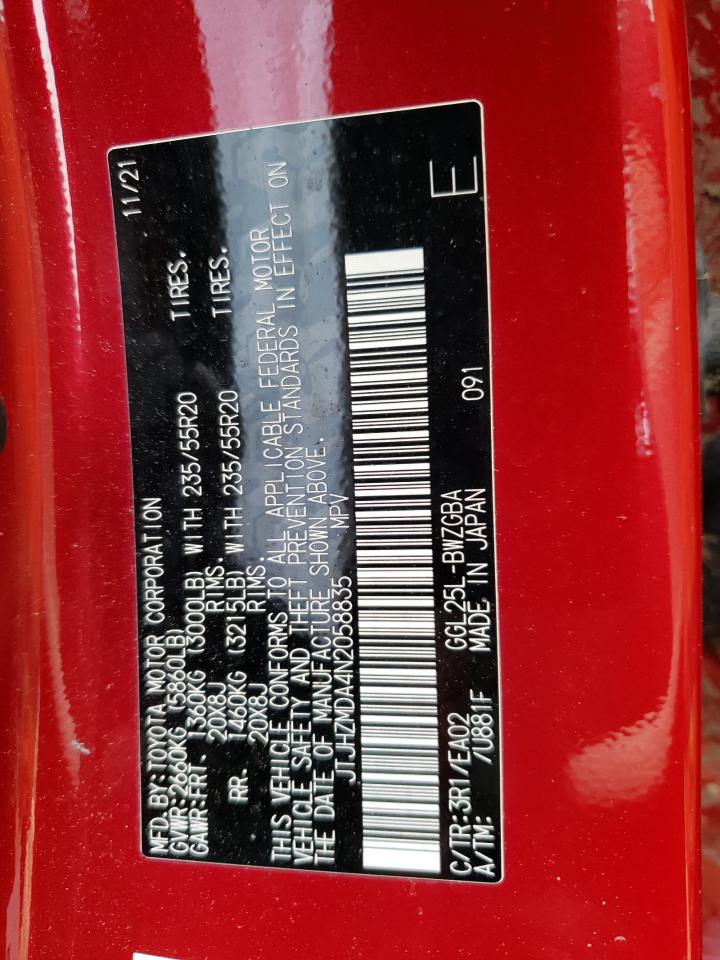 MFD.BY:TOYOTA MOTOR CORPORATION 11/21
GVWR:2660KG (5860LB)
GAWR:FRT. 1360KG (3000LB) WITH 235/55R20 TIRES.
20X8J RIMS.
RR. 1460KG (3215LB) WITH 235/55R20 TIRES.
20X8J RIMS.
THIS VEHICLE CONFORMS TO ALL APPLICABLE FEDERAL MOTOR
VEHICLE SAFETY AND THEFT PREVENTION STANDARDS IN EFFECT ON
THE DATE OF MANUFACTURE SHOWN ABOVE.
JTJHZMDA4N2058835 MPV
C/TR:3R1/EA02 GGL25L-BWZGBA 091
A/TM: /U881F MADE IN JAPAN
E